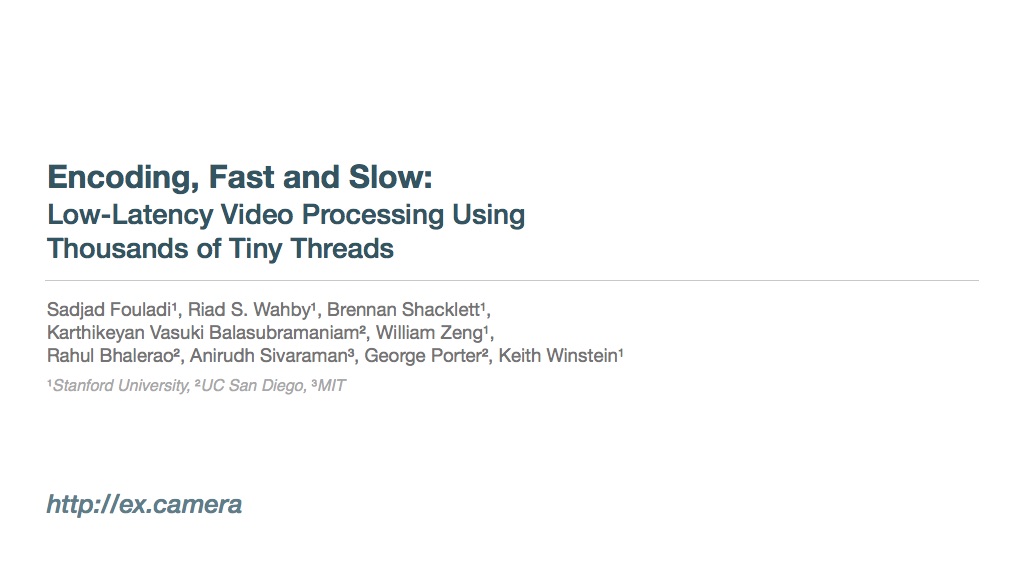 Encoding, Fast and Slow:
Low-Latency Video Processing Using
Thousands of Tiny Threads
Sadjad Fouladi¹, Riad S. Wahby¹, Brennan Shacklett¹,
Karthikeyan Vasuki Balasubramaniam², William Zeng¹,
Rahul Bhalerao², Anirudh Sivaraman³, George Porter², Keith Winstein¹
¹Stanford University, ²UC San Diego, ³MIT
http://ex.camera